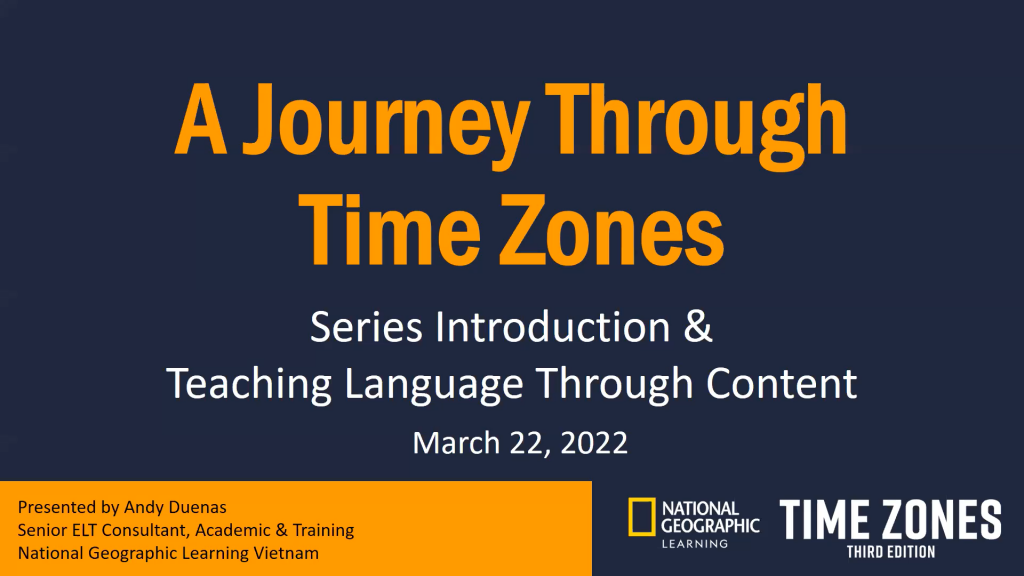 A Journey Through
Time Zones
Series Introduction &
Teaching Language Through Content
March 22, 2022
Presented by Andy Duenas
Senior ELT Consultant, Academic & Training
National Geographic Learning Vietnam
NATIONAL
GEOGRAPHIC
LEARNING
TIME ZONES
THIRD EDITION